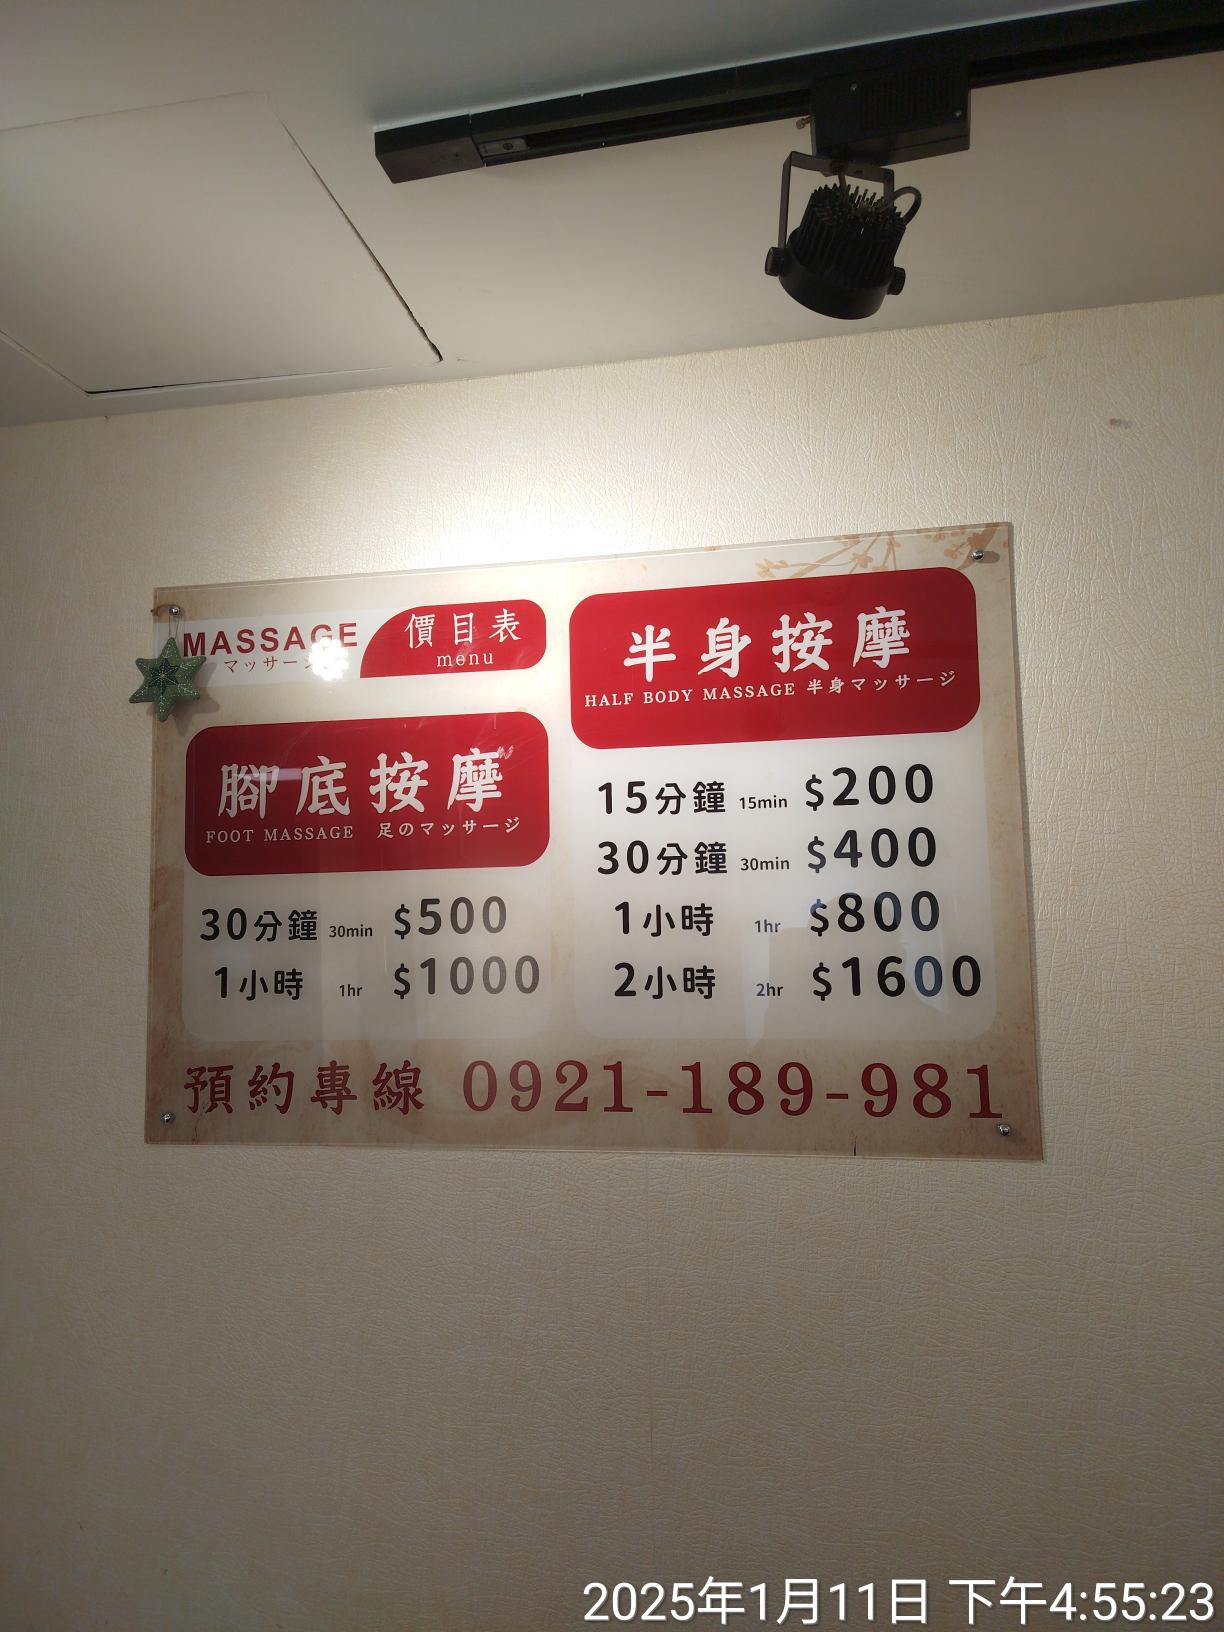 MASSAGE
價目表
menu
腳底按摩
FOOT MASSAGE 足のマッサージ
30分鐘 30min $500
1小時 1hr $1000
半身按摩
HALF BODY MASSAGE 半身マッサージ
15分鐘 15min $200
30分鐘 30min $400
1小時 1hr $800
2小時 2hr $1600
預約專線 0921-189-981
2025年1月11日 下午4:55:23